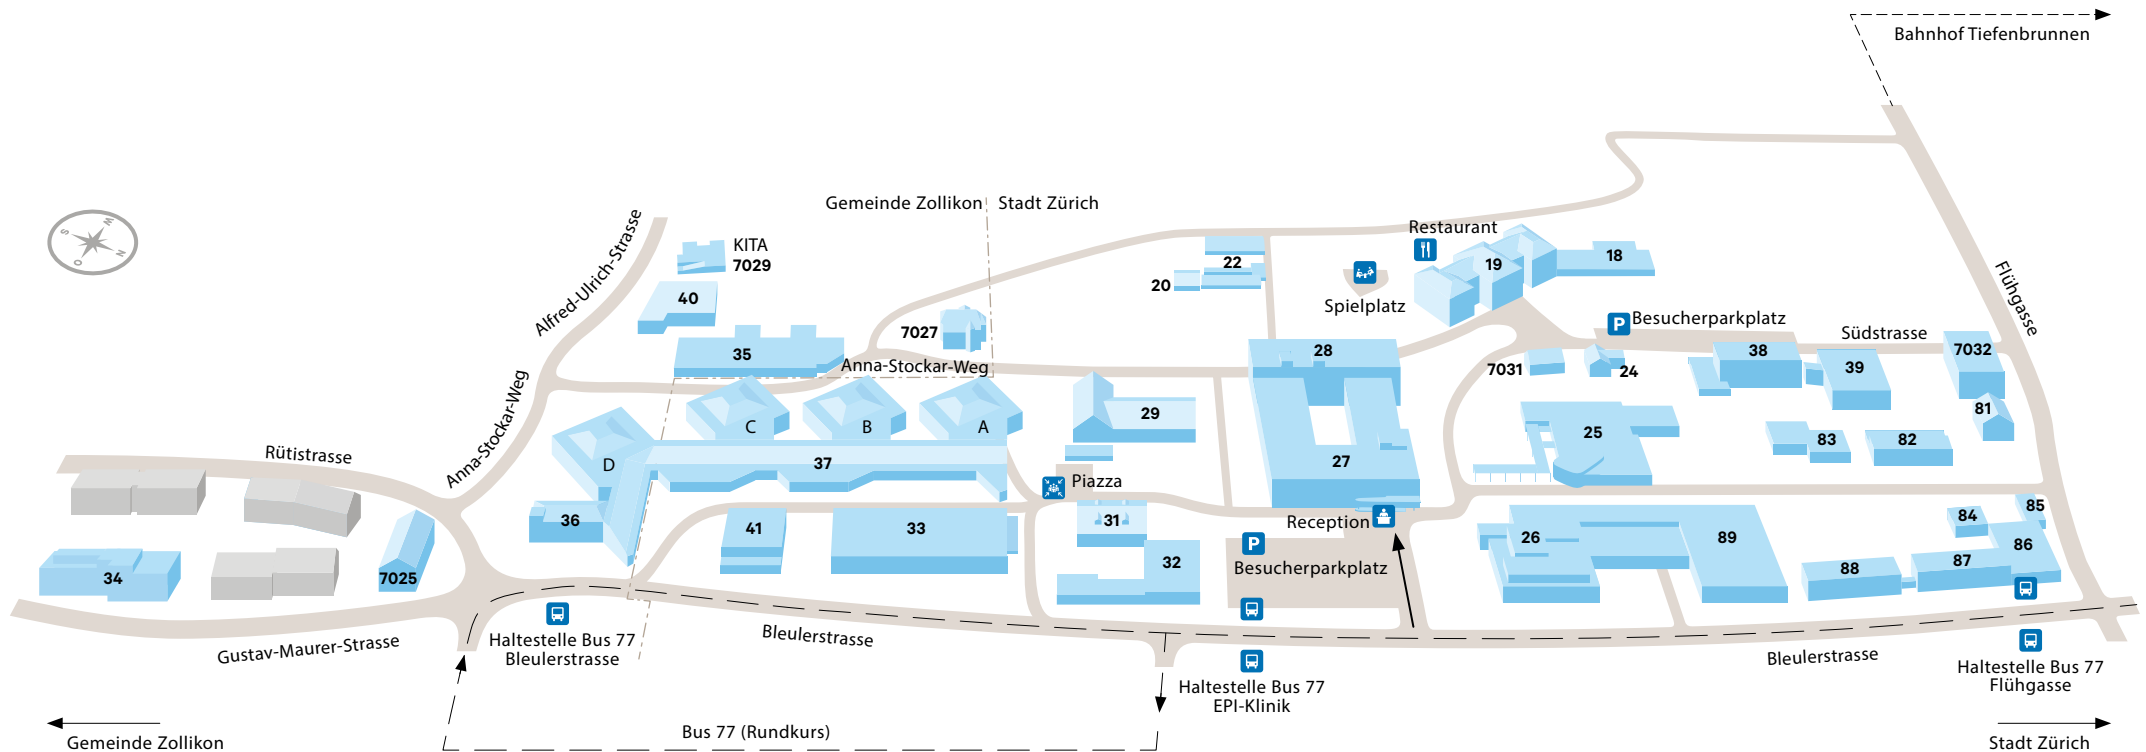 Bahnhof Tiefenbrunnen
Gemeinde Zollikon
Stadt Zürich
W
S
N
O
Alfred-Ulrich-Strasse
KITA
7029
40
35
7027
Anna-Stockar-Weg
20
22
Spielplatz
Restaurant
19
18
P
Besucherparkplatz
Südstrasse
Flühgasse
28
7031
24
38
39
7032
81
Anna-Stockar-Weg
Rütistrasse
C
B
A
D
37
29
27
25
83
82
Piazza
36
41
33
31
Reception
34
7025
32
P
Besucherparkplatz
26
89
84
85
86
88
87
Gustav-Maurer-Strasse
Haltestelle Bus 77
Bleulerstrasse
Bleulerstrasse
Haltestelle Bus 77
EPI-Klinik
Bleulerstrasse
Haltestelle Bus 77
Flühgasse
Gemeinde Zollikon
Bus 77 (Rundkurs)
Stadt Zürich